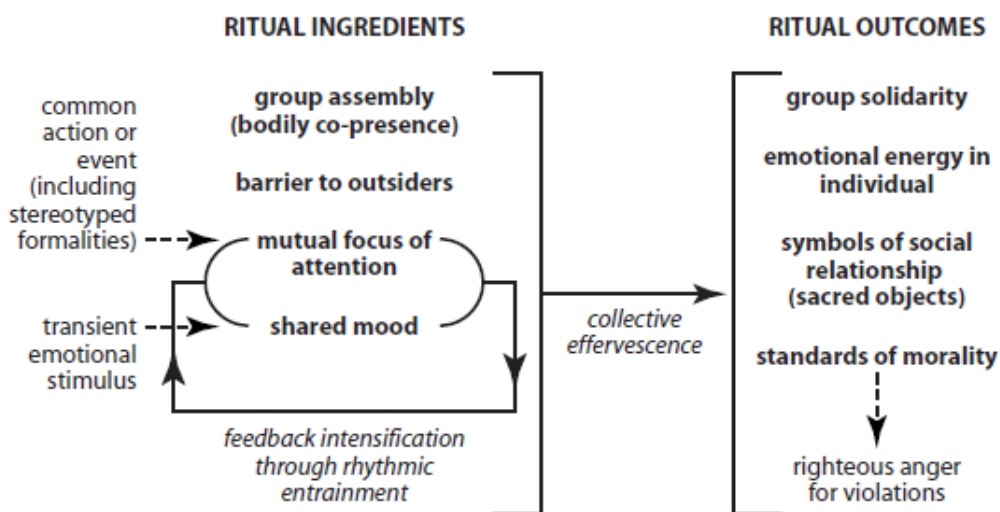 RITUAL INGREDIENTS
RITUAL OUTCOMES
common
action or
event
(including
stereotyped
formalities)
transient
emotional
stimulus
group assembly
(bodily co-presence)
barrier to outsiders
mutual focus of
attention
shared mood
feedback intensification
through rhythmic
entrainment
collective
effervescence
group solidarity
emotional energy in
individual
symbols of social
relationship
(sacred objects)
standards of morality
righteous anger
for violations